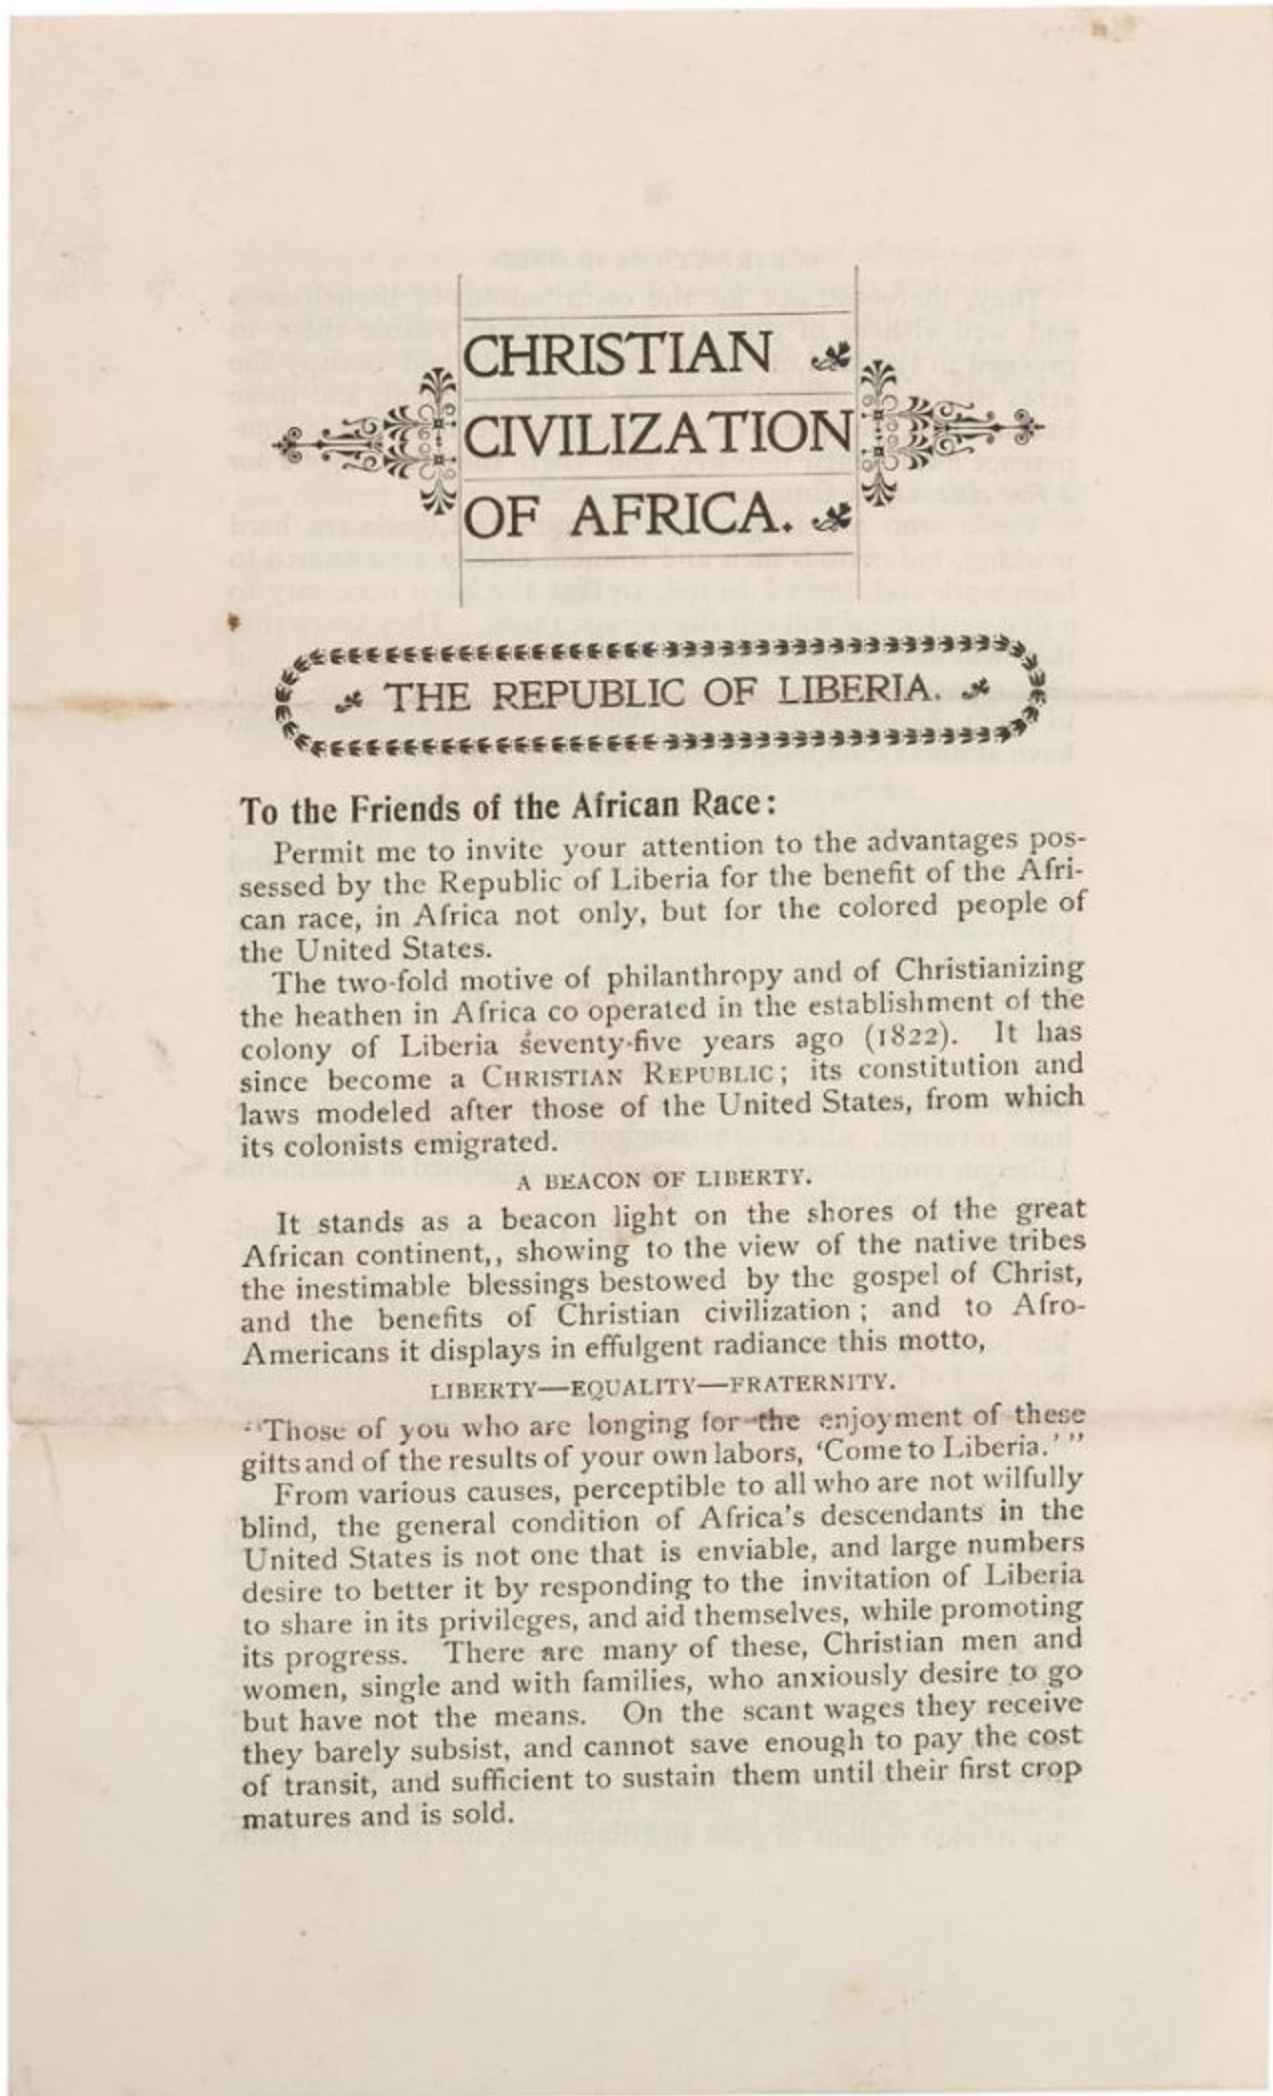 CHRISTIAN
CIVILIZATION
OF AFRICA.
THE REPUBLIC OF LIBERIA.
To the Friends of the African Race:
Permit me to invite your attention to the advantages pos-
sessed by the Republic of Liberia for the benefit of the Afri-
can race, in Africa not only, but for the colored people of
the United States.
The two-fold motive of philanthropy and of Christianizing
the heathen in Africa co operated in the establishment of the
colony of Liberia seventy-five years ago (1822). It has
since become a CHRISTIAN REPUBLIC; its constitution and
laws modeled after those of the United States, from which
its colonists emigrated.
A BEACON OF LIBERTY.
It stands as a beacon light on the shores of the great
African continent,, showing to the view of the native tribes
the inestimable blessings bestowed by the gospel of Christ,
and the benefits of Christian civilization; and to Afro-
Americans it displays in effulgent radiance this motto,
LIBERTY—EQUALITY—FRATERNITY.
"Those of you who are longing for the enjoyment of these
gifts and of the results of your own labors, 'Come to Liberia.' "
From various causes, perceptible to all who are not wilfully
blind, the general condition of Africa's descendants in the
United States is not one that is enviable, and large numbers
desire to better it by responding to the invitation of Liberia
to share in its privileges, and aid themselves, while promoting
its progress. There are many of these, Christian men and
women, single and with families, who anxiously desire to go
but have not the means. On the scant wages they receive
they barely subsist, and cannot save enough to pay the cost
of transit, and sufficient to sustain them until their first crop
matures and is sold.